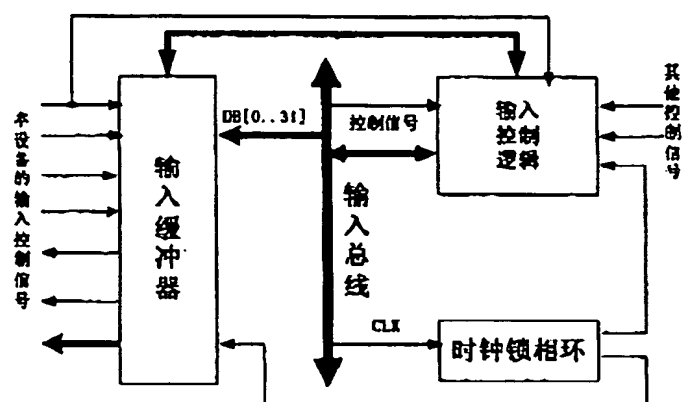 本设备的输入控制信号
输入缓冲器
DB[0..31]
输入总线
控制信号
输入
控制
逻辑
其他控制信号
CLK
时钟锁相环